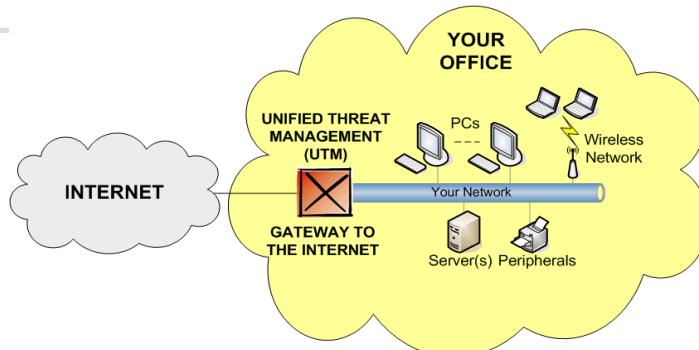 YOUR
OFFICE
UNIFIED THREAT
MANAGEMENT
(UTM)
PCs
Wireless
Network
INTERNET
Your Network
GATEWAY TO
THE INTERNET
Server(s)
Peripherals